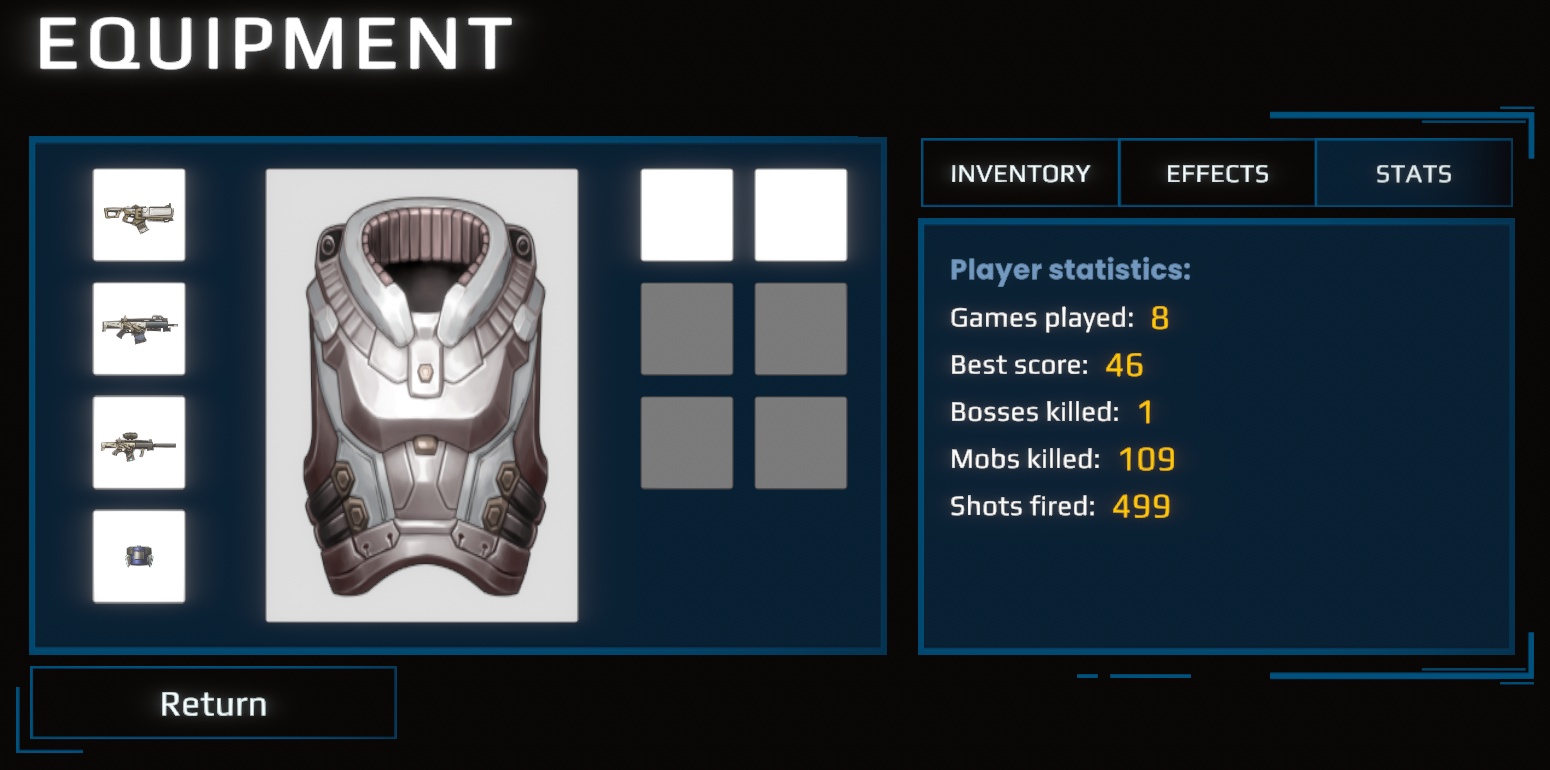 EQUIPMENT
INVENTORY EFFECTS STATS
Player statistics:
Games played: 8
Best score: 46
Bosses killed: 1
Mobs killed: 109
Shots fired: 499
Return